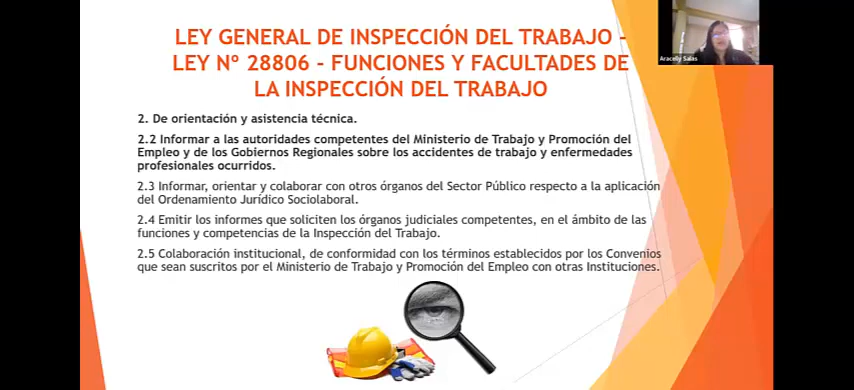 LEY GENERAL DE INSPECCIÓN DEL TRABAJO -
LEY Nº 28806 - FUNCIONES Y FACULTADES DE
LA INSPECCIÓN DEL TRABAJO
Aracelly Salas
2. De orientación y asistencia técnica.
2.2 Informar a las autoridades competentes del Ministerio de Trabajo y Promoción del
Empleo y de los Gobiernos Regionales sobre los accidentes de trabajo y enfermedades
profesionales ocurridos.
2.3 Informar, orientar y colaborar con otros órganos del Sector Público respecto a la aplicación
del Ordenamiento Jurídico Sociolaboral.
2.4 Emitir los informes que soliciten los órganos judiciales competentes, en el ámbito de las
funciones y competencias de la Inspección del Trabajo.
2.5 Colaboración institucional, de conformidad con los términos establecidos por los Convenios
que sean suscritos por el Ministerio de Trabajo y Promoción del Empleo con otras Instituciones.